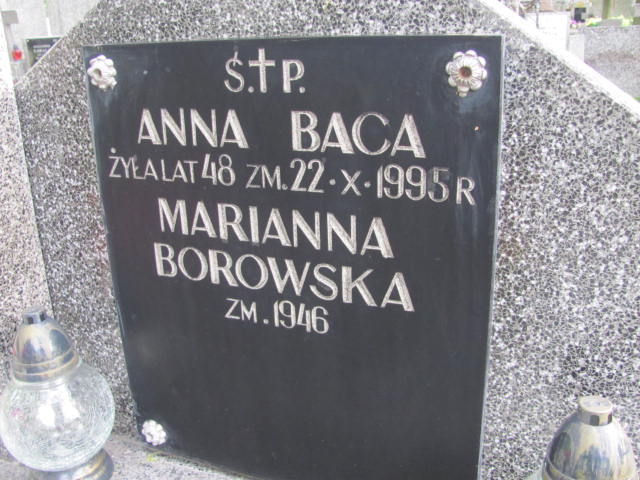 Ś.†P.
ANNA BACA
ŻYŁA LAT 48 ZM. 22·X·1995 R
MARIANNA
BOROWSKA
ZM. 1946